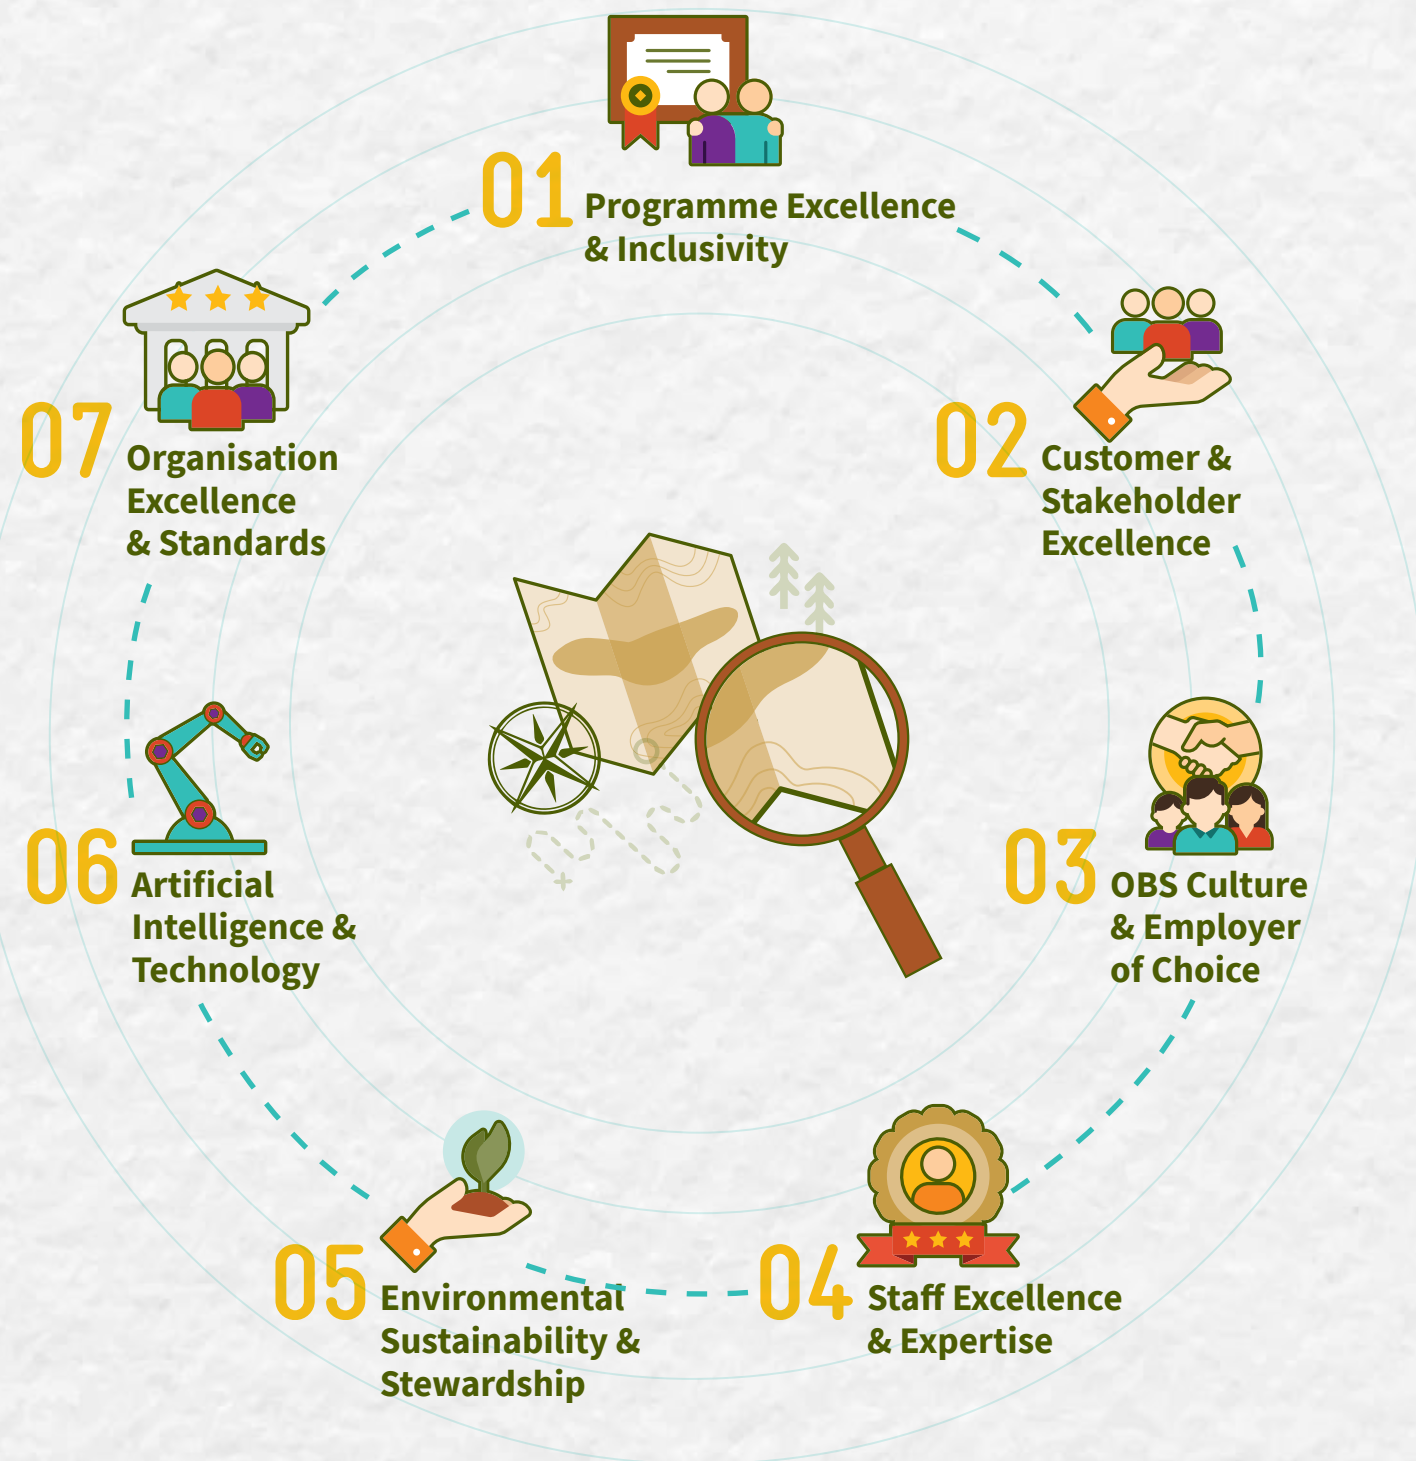 01
Programme Excellence
& Inclusivity
02
Customer &
Stakeholder
Excellence
03
OBS Culture
& Employer
of Choice
04
Staff Excellence
& Expertise
05
Environmental
Sustainability &
Stewardship
06
Artificial
Intelligence &
Technology
07
Organisation
Excellence
& Standards